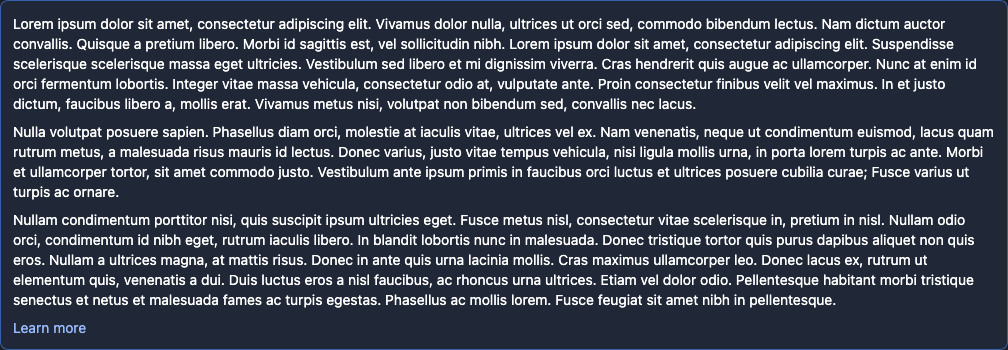 Lorem ipsum dolor sit amet, consectetur adipiscing elit. Vivamus dolor nulla, ultrices ut orci sed, commodo bibendum lectus. Nam dictum auctor
convallis. Quisque a pretium libero. Morbi id sagittis est, vel sollicitudin nibh. Lorem ipsum dolor sit amet, consectetur adipiscing elit. Suspendisse
scelerisque scelerisque massa eget ultricies. Vestibulum sed libero et mi dignissim viverra. Cras hendrerit quis augue ac ullamcorper. Nunc at enim id
orci fermentum lobortis. Integer vitae massa vehicula, consectetur odio at, vulputate ante. Proin consectetur finibus velit vel maximus. In et justo
dictum, faucibus libero a, mollis erat. Vivamus metus nisi, volutpat non bibendum sed, convallis nec lacus.
Nulla volutpat posuere sapien. Phasellus diam orci, molestie at iaculis vitae, ultrices vel ex. Nam venenatis, neque ut condimentum euismod, lacus quam
rutrum metus, a malesuada risus mauris id lectus. Donec varius, justo vitae tempus vehicula, nisi ligula mollis urna, in porta lorem turpis ac ante. Morbi
et ullamcorper tortor, sit amet commodo justo. Vestibulum ante ipsum primis in faucibus orci luctus et ultrices posuere cubilia curae; Fusce varius ut
turpis ac ornare.
Nullam condimentum porttitor nisi, quis suscipit ipsum ultricies eget. Fusce metus nisl, consectetur vitae scelerisque in, pretium in nisl. Nullam odio
orci, condimentum id nibh eget, rutrum iaculis libero. In blandit lobortis nunc in malesuada. Donec tristique tortor quis purus dapibus aliquet non quis
eros. Nullam a ultrices magna, at mattis risus. Donec in ante quis urna lacinia mollis. Cras maximus ullamcorper leo. Donec lacus ex, rutrum ut
elementum quis, venenatis a dui. Duis luctus eros a nisl faucibus, ac rhoncus urna ultrices. Etiam vel dolor odio. Pellentesque habitant morbi tristique
senectus et netus et malesuada fames ac turpis egestas. Phasellus ac mollis lorem. Fusce feugiat sit amet nibh in pellentesque.
Learn more